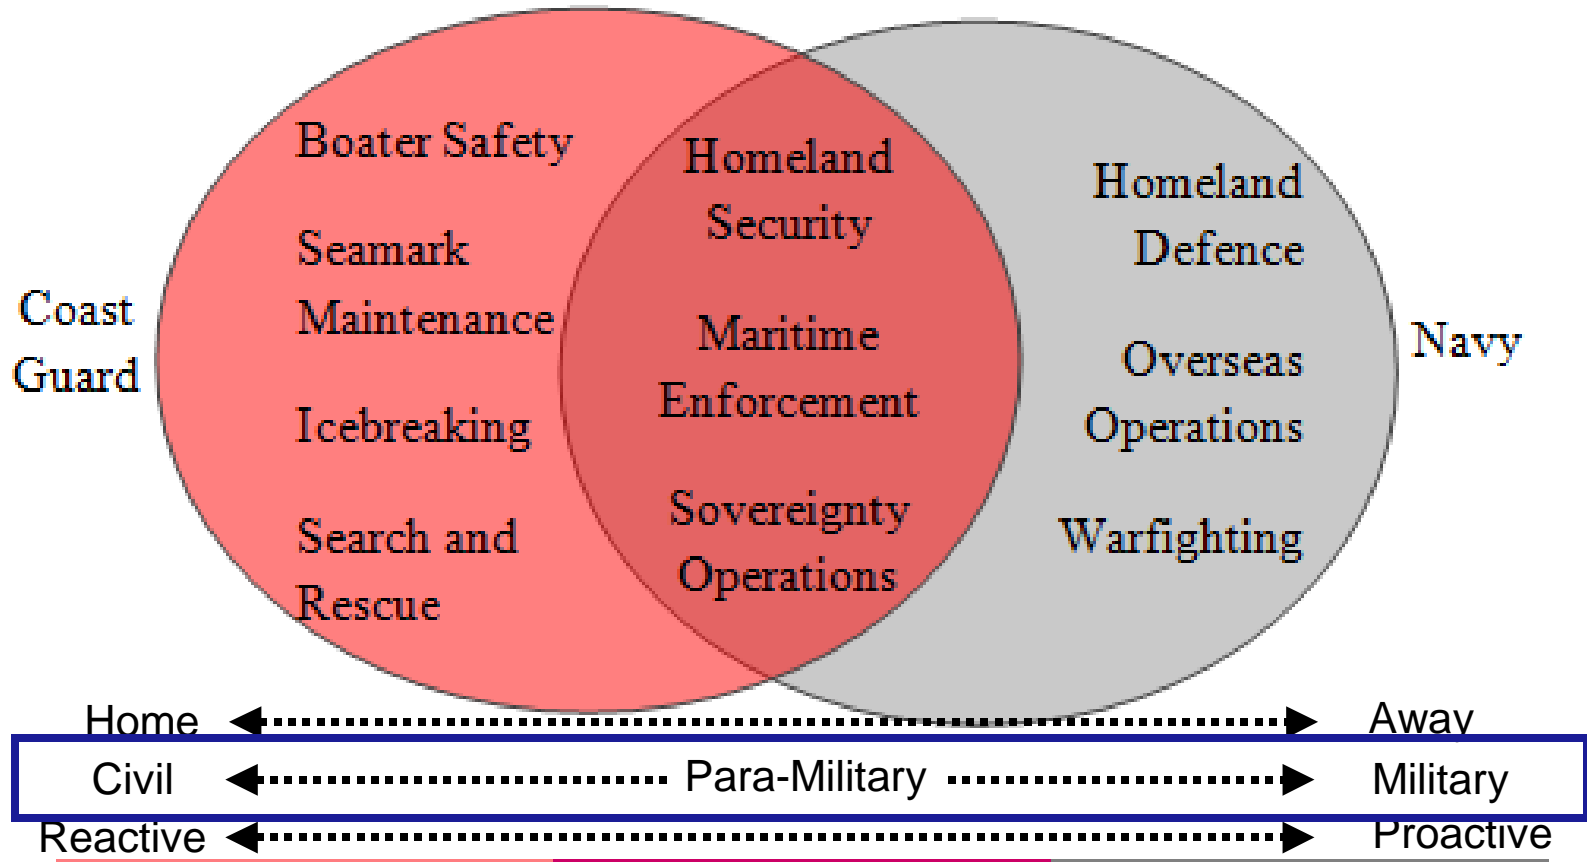 Coast
Guard
Boater Safety
Seamark
Maintenance
Icebreaking
Search and
Rescue
Homeland
Security
Maritime
Enforcement
Sovereignty
Operations
Homeland
Defence
Overseas
Operations
Warfighting
Navy
Home Away
Civil Para-Military Military
Reactive Proactive